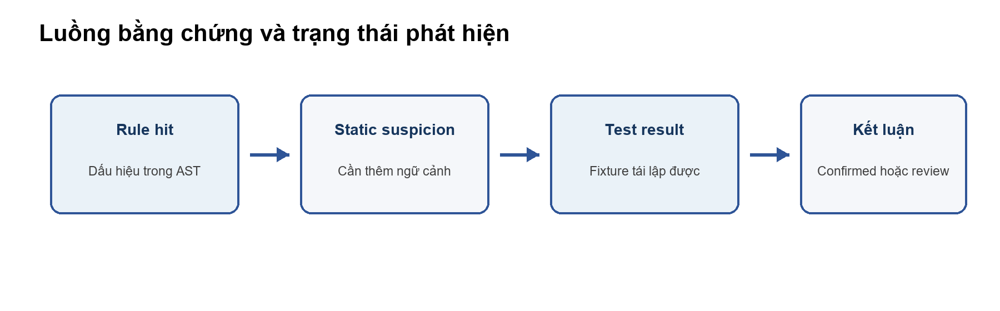 Luồng bằng chứng và trạng thái phát hiện
Rule hit
Dấu hiệu trong AST
Static suspicion
Cần thêm ngữ cảnh
Test result
Fixture tái lập được
Kết luận
Confirmed hoặc review